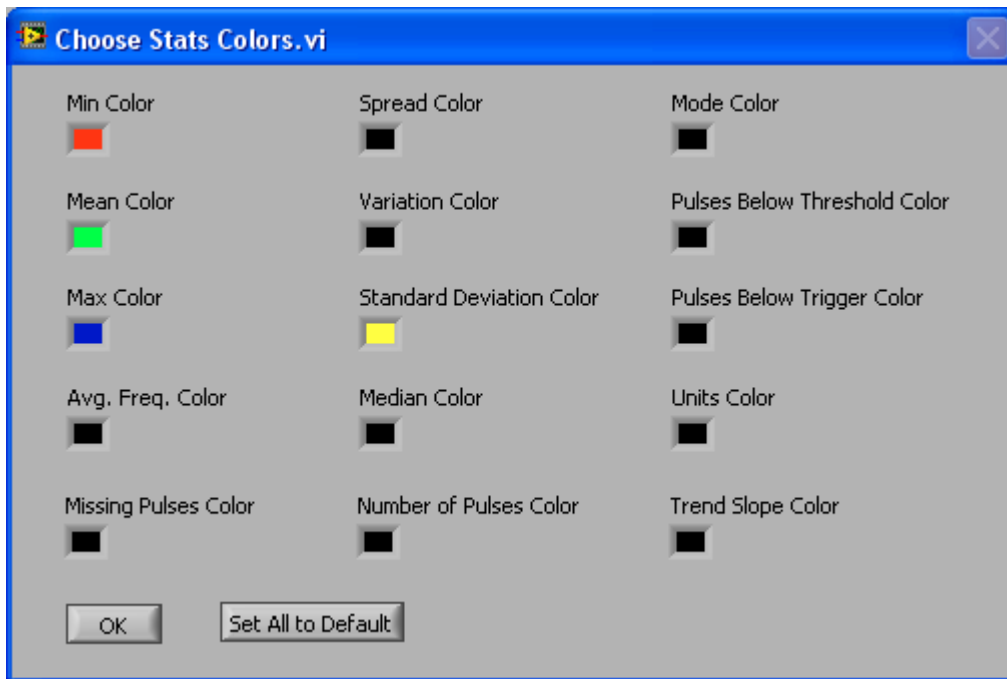 Choose Stats Colors.vi
Min Color
Spread Color
Mode Color
Mean Color
Variation Color
Pulses Below Threshold Color
Max Color
Standard Deviation Color
Pulses Below Trigger Color
Avg. Freq. Color
Median Color
Units Color
Missing Pulses Color
Number of Pulses Color
Trend Slope Color
OK
Set All to Default